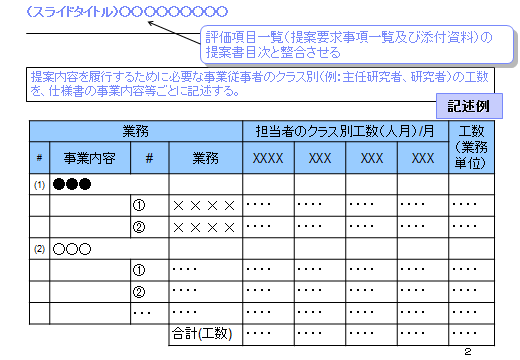 〈スライドタイトル〉〇〇〇〇〇〇〇〇〇
評価項目一覧(提案要求事項一覧及び添付資料)の
提案書目次と整合させる
提案内容を履行するために必要な事業従事者のクラス別(例:主任研究者、研究者)の工数
を、仕様書の事業内容等ごとに記述する。
記述例
業務 担当者のクラス別工数(人月)/月 工数(業務単位)
# 事業内容 # 業務 XXXX XXX XXX XXX
(1) ●●●
① ×××× ・・・・ ・・・・ ・・・・ ・・・・ ・・・・
② ×××× ・・・・ ・・・・ ・・・・ ・・・・ ・・・・
(2) 〇〇〇
① ・・・・ ・・・・ ・・・・ ・・・・ ・・・・ ・・・・
② ・・・・ ・・・・ ・・・・ ・・・・ ・・・・ ・・・・
・・・ ・・・・ ・・・・ ・・・・ ・・・・ ・・・・ ・・・・
合計(工数) ・・・・ ・・・・ ・・・・ ・・・・ ・・・・
2